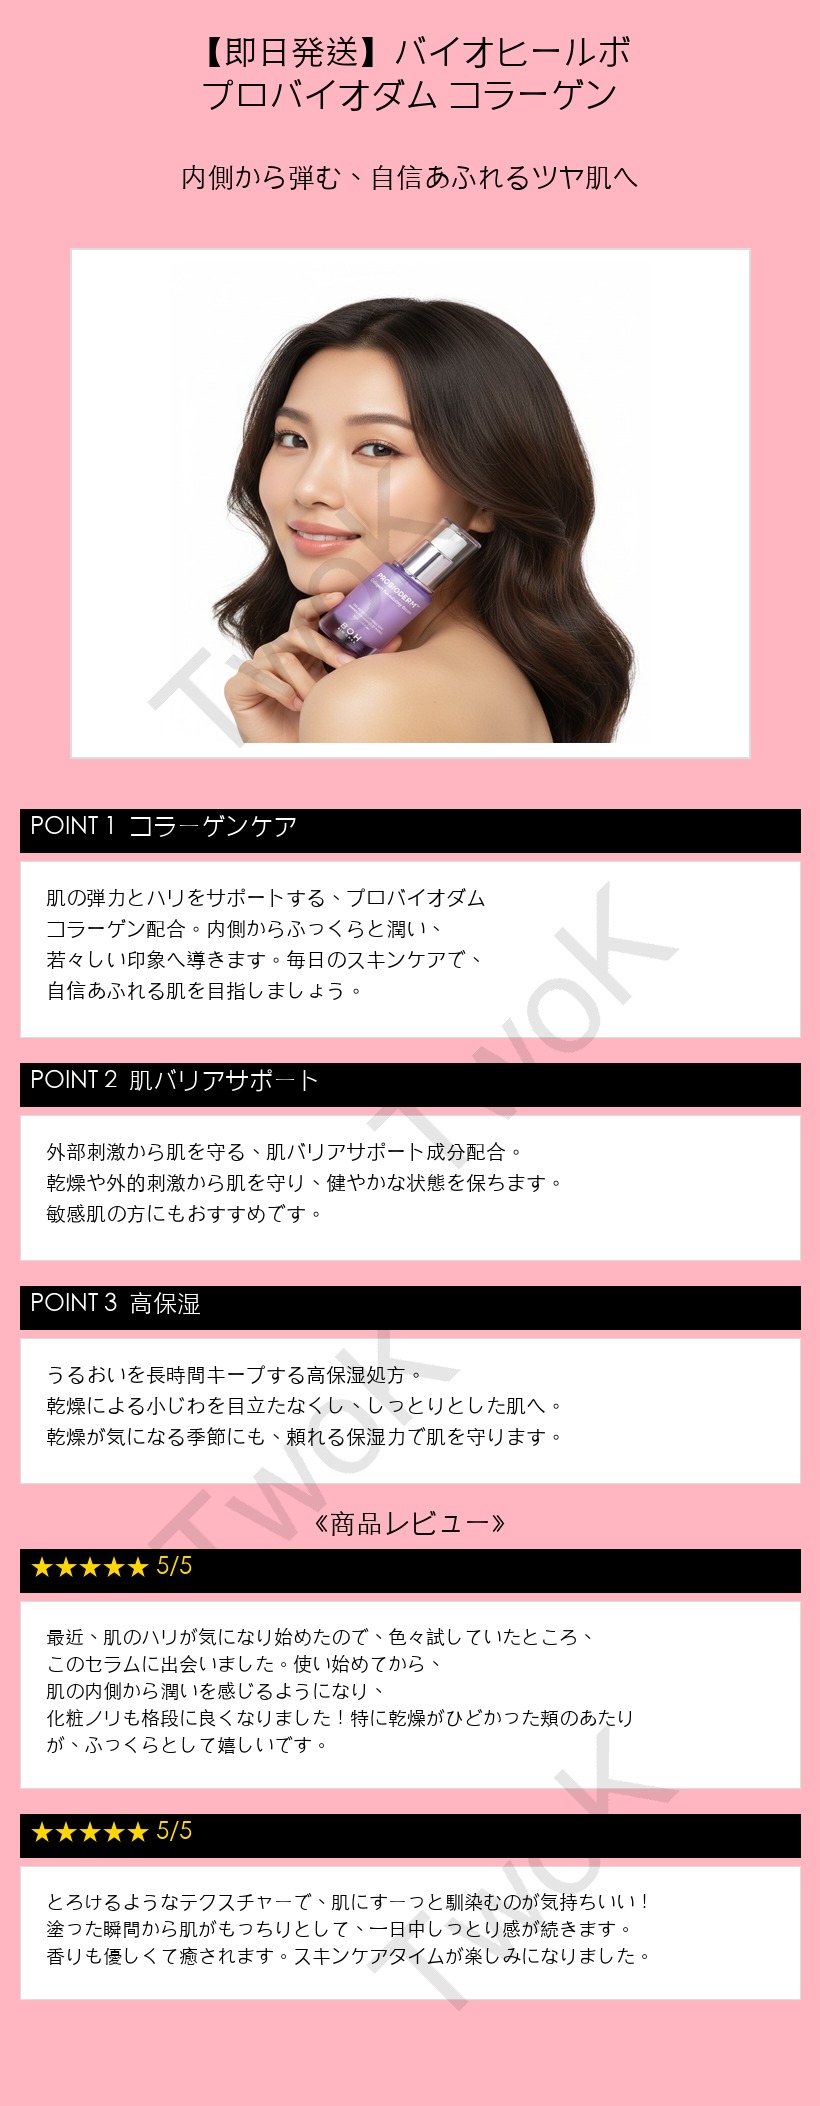 【即日発送】バイオヒールボ
プロバイオダム コラーゲン
内側から弾む、自信あふれるツヤ肌へ
PROBIODERM™
BOH
TwoK
POINT 1 コラーゲンケア
肌の弾力とハリをサポートする、プロバイオダム
コラーゲン配合。内側からふっくらと潤い、
若々しい印象へ導きます。毎日のスキンケアで、
自信あふれる肌を目指しましょう。
TwoK
POINT 2 肌バリアサポート
外部刺激から肌を守る、肌バリアサポート成分配合。
乾燥や外的刺激から肌を守り、健やかな状態を保ちます。
敏感肌の方にもおすすめです。
POINT 3 高保湿
うるおいを長時間キープする高保湿処方。
乾燥による小じわを目立たなくし、しっとりとした肌へ。
乾燥が気になる季節にも、頼れる保湿力で肌を守ります。
TwoK
《商品レビュー》
★★★★★ 5/5
最近、肌のハリが気になり始めたので、色々試していたところ、
このセラムに出会いました。使い始めてから、
肌の内側から潤いを感じるようになり、
化粧ノリも格段に良くなりました！特に乾燥がひどかった頬のあたり
が、ふっくらとして嬉しいです。
★★★★★ 5/5
とろけるようなテクスチャーで、肌にすーっと馴染むのが気持ちいい！
塗った瞬間から肌がもっちりとして、一日中しっとり感が続きます。
香りも優しくて癒されます。スキンケアタイムが楽しみになりました。
TwoK